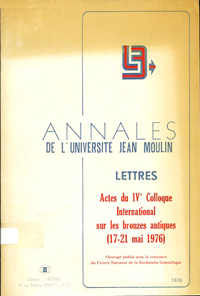 L3
ANNALES
DE L'UNIVERSITE JEAN MOULIN
LETTRES
Actes du IVe Colloque
International
sur les bronzes antiques
(17-21 mai 1976)
Ouvrage publié avec le concours
du Centre National de la Recherche Scientifique
1976